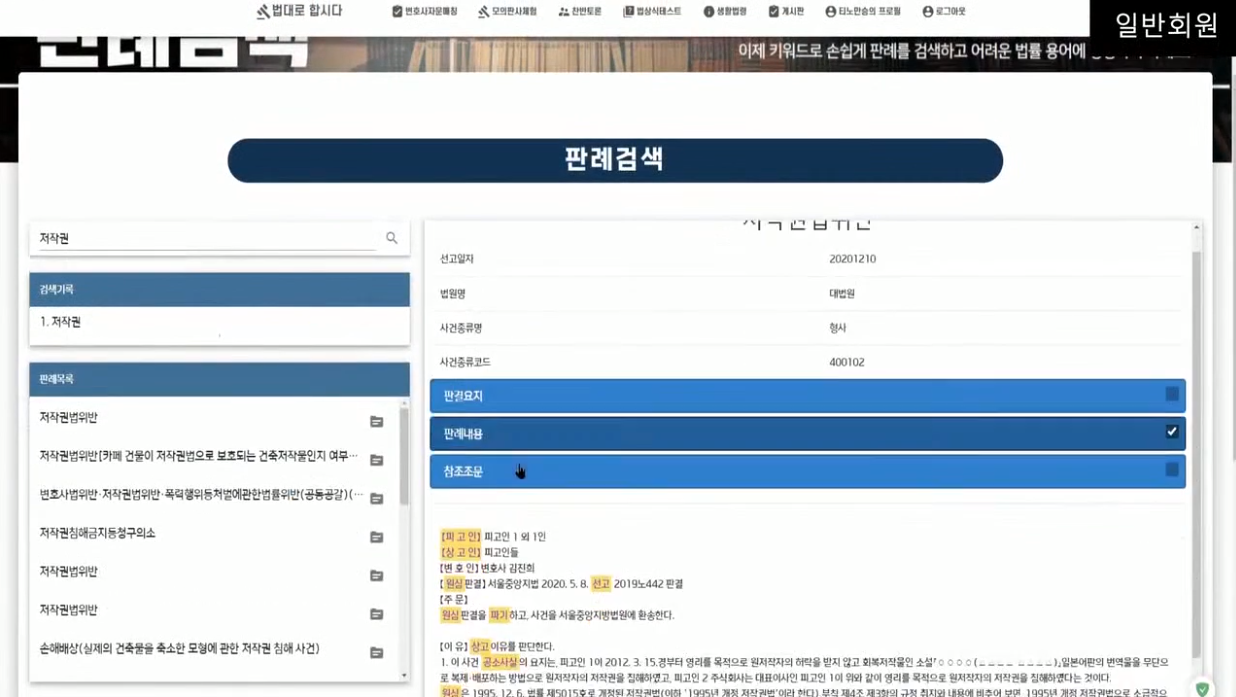 법대로 합시다
변호사자문매칭
모의판사체험
찬반토론
법상식테스트
생활법령
게시판
티노만승의 프로필
로그아웃
일반회원
판례검색
이제 키워드로 손쉽게 판례를 검색하고 어려운 법률 용어에
판례검색
저작권
검색기록
1. 저작권
판례목록
저작권법위반
저작권법위반[카페 건물이 저작권법으로 보호되는 건축저작물인지 여부…
변호사법위반·저작권법위반·폭력행위등처벌에관한법률위반(공동공갈)(…
저작권침해금지등청구의소
저작권법위반
저작권법위반
손해배상(실제의 건축물을 축소한 모형에 관한 저작권 침해 사건)
저작권법위반
선고일자 20201210
법원명 대법원
사건종류명 형사
사건종류코드 400102
판결요지
판례내용
참조조문
【피 고 인】 피고인 1 외 1인
【상 고 인】 피고인들
【변 호 인】 변호사 김진희
【원심판결】 서울중앙지법 2020. 5. 8. 선고 2019노442 판결
【주 문】
원심판결을 파기하고, 사건을 서울중앙지방법원에 환송한다.
【이 유】 상고이유를 판단한다.
1. 이 사건 공소사실의 요지는, 피고인 1이 2012. 3. 15.경부터 영리를 목적으로 원저작자의 허락을 받지 않고 회복저작물인 소설「○○○○(
」일본어판의 번역물을 무단으
로 복제·배포하는 방법으로 원저작자의 저작권을 침해하였고, 피고인 2 주식회사는 대표이사인 피고인 1이 위와 같이 영리를 목적으로 원저작자의 저작권을 침해하였다는 것이다.
원심은 1995. 12. 6. 법률 제5015호로 개정된 저작권법(이하 '1995년 개정 저작권법'이라 한다) 부칙 제4조 제3항의 규정 취지와 내용에 비추어 보면, 1995년 개정 저작권법으로 소급적으